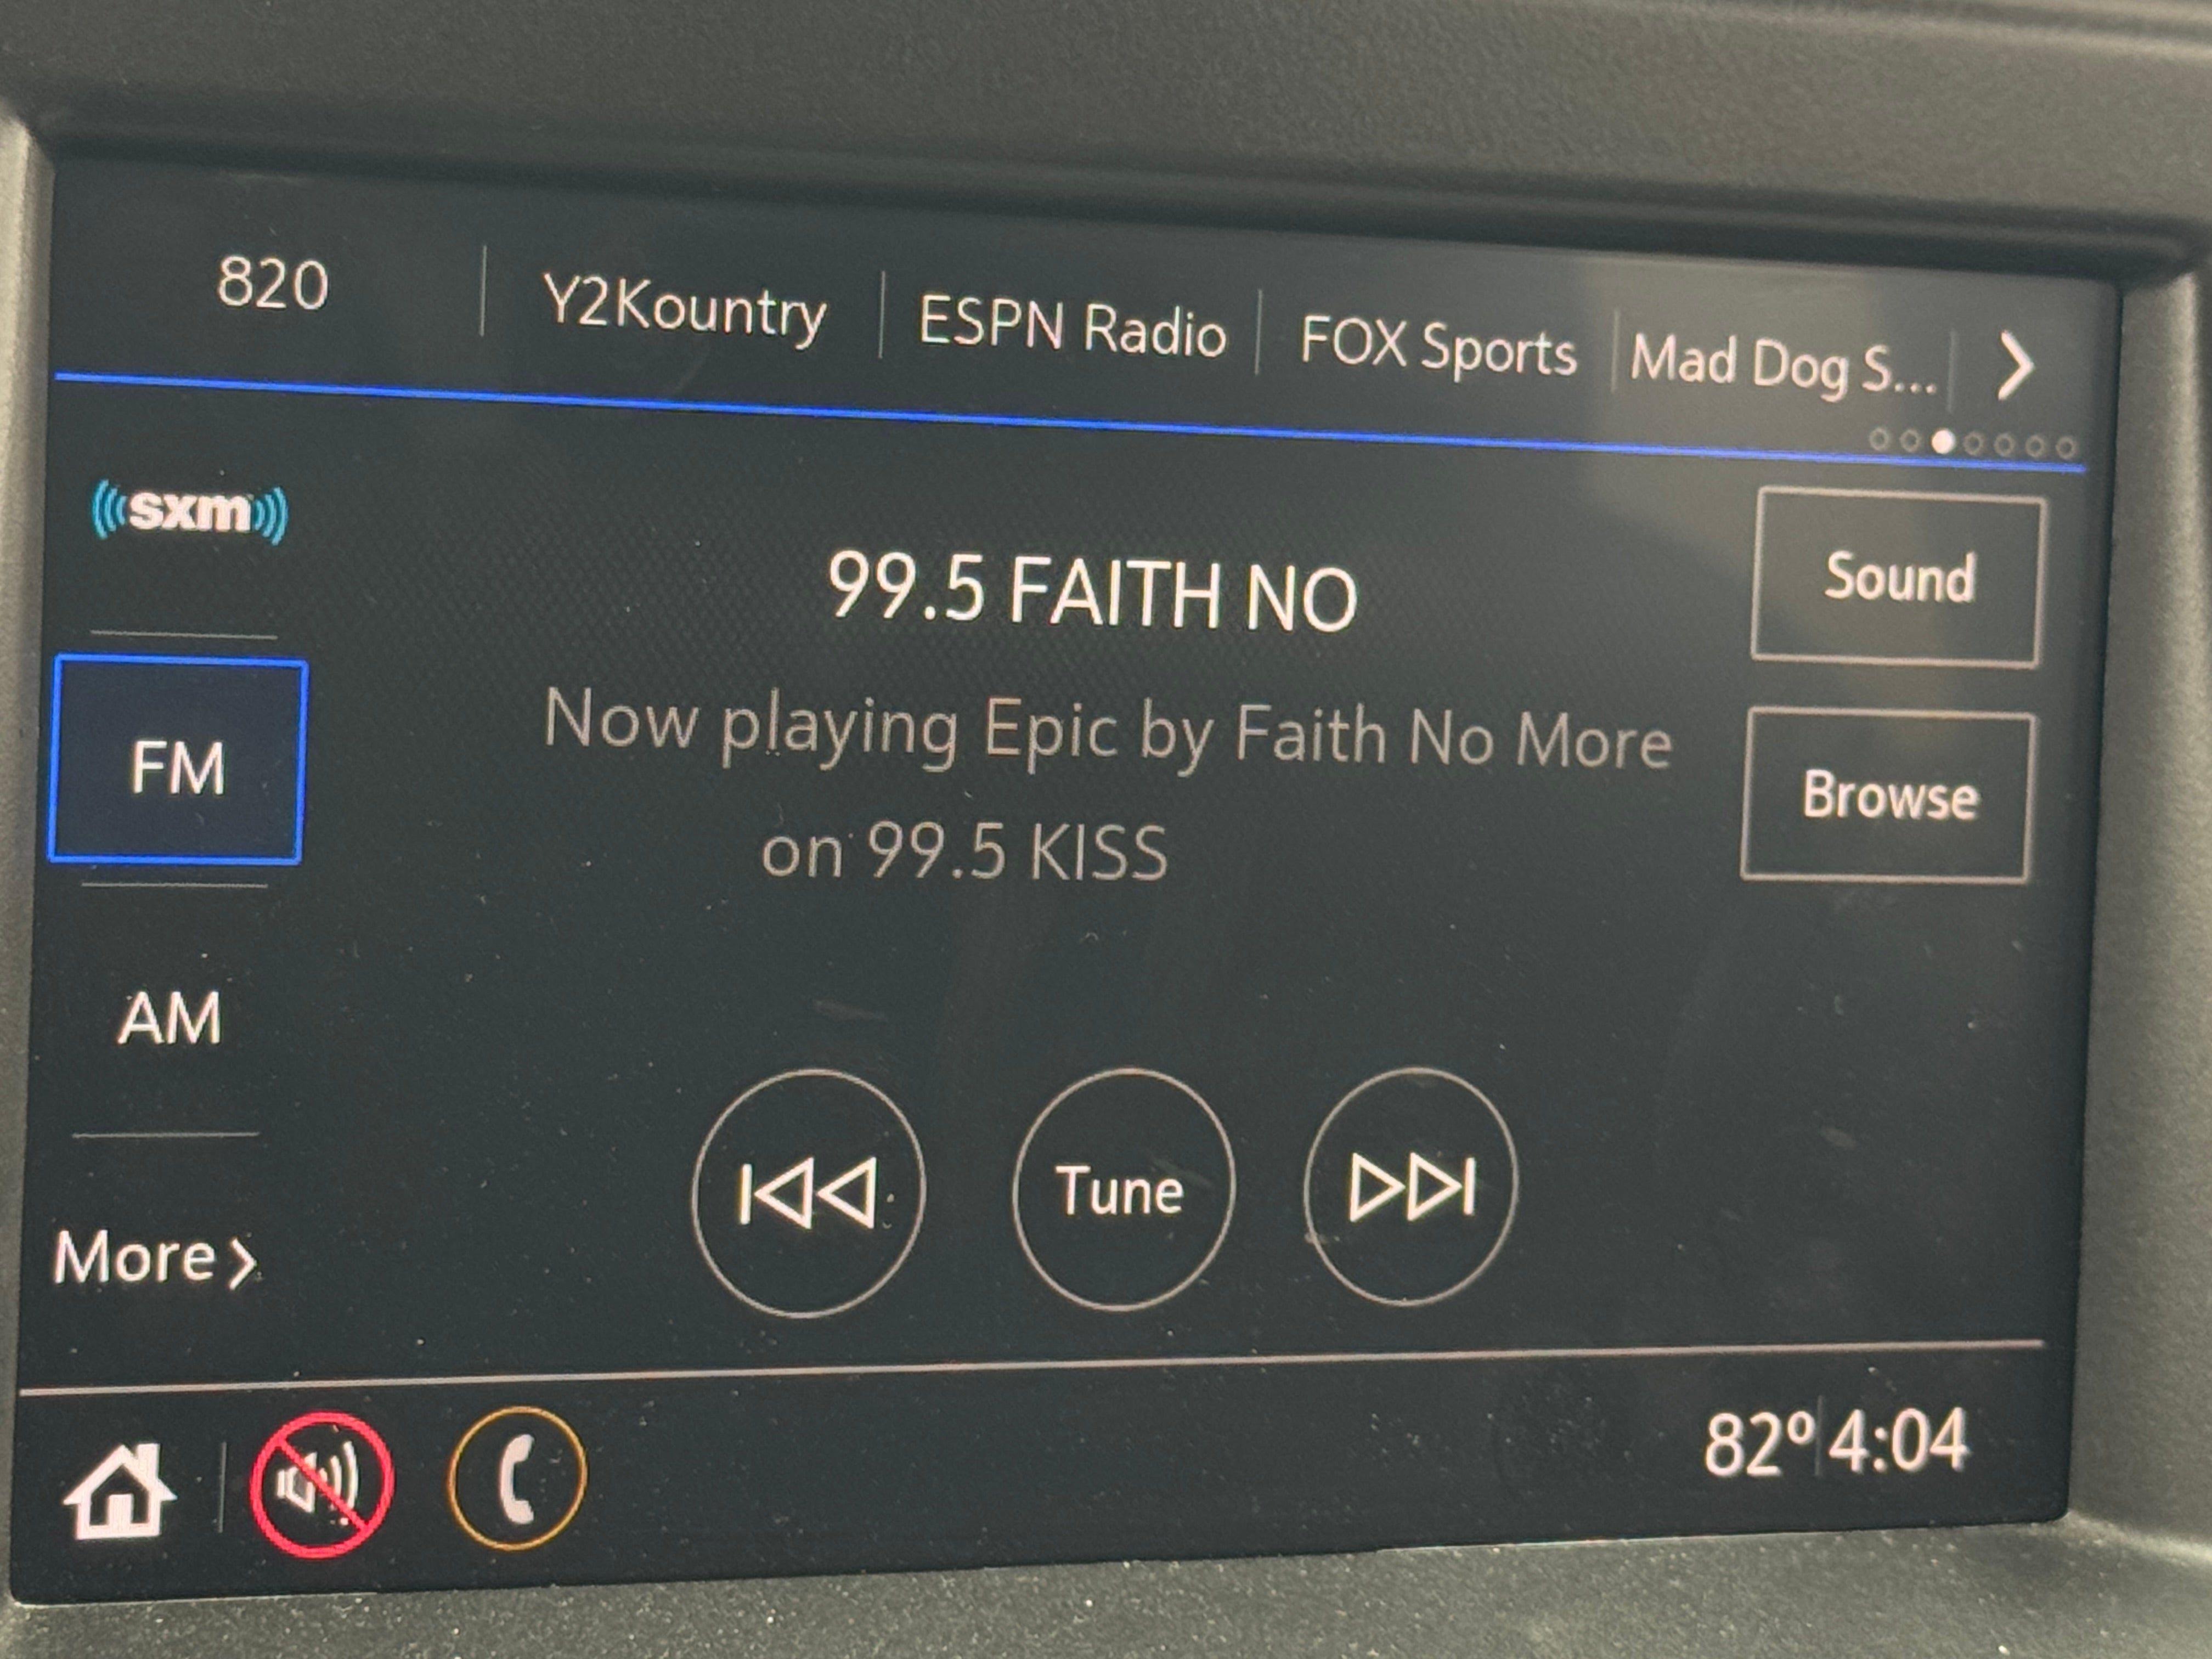 820 Y2Kountry ESPN Radio FOX Sports Mad Dog S...
sxm
99.5 FAITH NO
Sound
FM
Now playing Epic by Faith No More
on 99.5 KISS
Browse
AM
Tune
More
82° 4:04